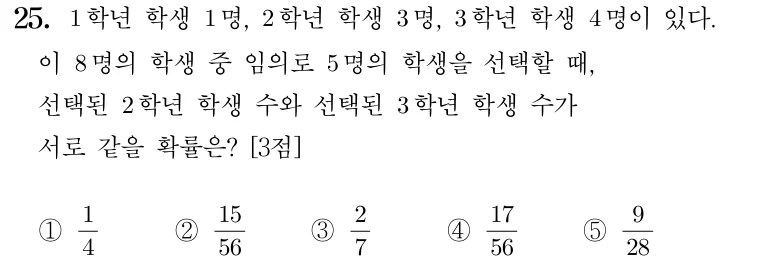 25. 1학년 학생 1명, 2학년 학생 3명, 3학년 학생 4명이 있다.
이 8명의 학생 중 임의로 5명의 학생을 선택할 때,
선택된 2학년 학생 수와 선택된 3학년 학생 수가
서로 같을 확률은? [3점]
① 1/4 ② 15/56 ③ 2/7 ④ 17/56 ⑤ 9/28